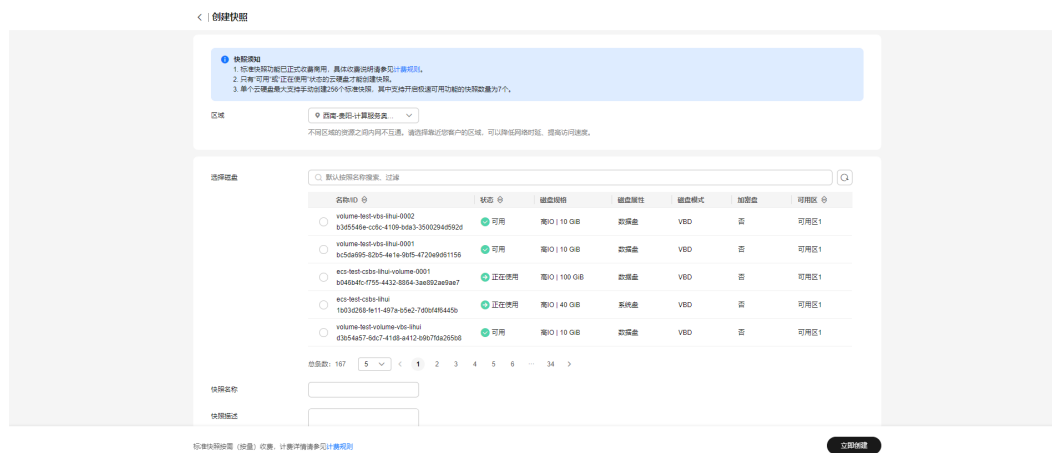 创建快照
快照须知
1. 标准快照功能已正式收费商用，具体收费说明请参见计费规则。
2. 只有“可用”或“正在使用”状态的云硬盘才能创建快照。
3. 单个云硬盘最大支持手动创建256个标准快照，其中支持开启极速可用功能的快照数量为7个。
区域
西南-贵阳-计算服务真...
不同区域的资源之间内网不互通。请选择靠近您客户的区域，可以降低网络时延，提高访问速度。
选择磁盘
默认按照名称搜索、过滤
名称/ID 状态 磁盘规格 磁盘属性 磁盘模式 加密盘 可用区
volume-test-vbs-lihui-0002
b3d5546e-cc6c-4109-bda3-3500294d592d
可用 高IO | 10 GiB 数据盘 VBD 否 可用区1
volume-test-vbs-lihui-0001
bc5da695-82b5-4e1e-9bf5-4720e9d61156
可用 高IO | 10 GiB 数据盘 VBD 否 可用区1
ecs-test-csbs-lihui-volume-0001
b046b4fc-f755-4432-8864-3ae892ae9ae7
正在使用 高IO | 100 GiB 数据盘 VBD 否 可用区1
ecs-test-csbs-lihui
1b03d268-fe11-497a-b5e2-7d0bf4f6445b
正在使用 高IO | 40 GiB 系统盘 VBD 否 可用区1
volume-test-volume-vbs-lihui
d3b54a57-6dc7-41d8-a412-b9b7fda265b8
可用 高IO | 10 GiB 数据盘 VBD 否 可用区1
总条数: 167 5 < 1 2 3 4 5 6 ... 34 >
快照名称
快照描述
标准快照按需（按量）收费，计费详情请参见计费规则
立即创建